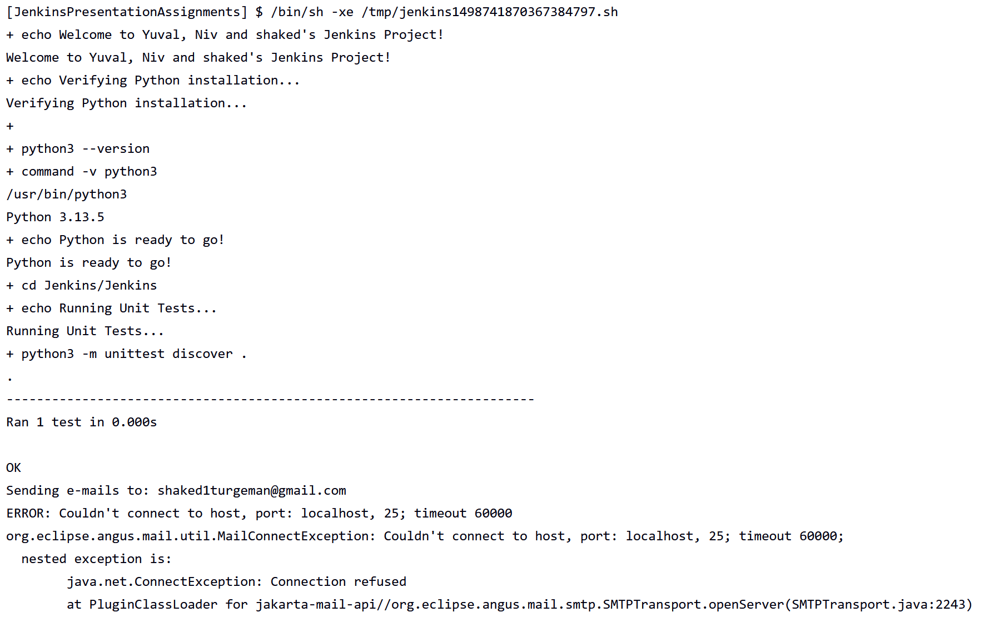 [JenkinsPresentationAssignments] $ /bin/sh -xe /tmp/jenkins1498741870367384797.sh
+ echo Welcome to Yuval, Niv and shaked's Jenkins Project!
Welcome to Yuval, Niv and shaked's Jenkins Project!
+ echo Verifying Python installation...
Verifying Python installation...
+
+ python3 --version
+ command -v python3
/usr/bin/python3
Python 3.13.5
+ echo Python is ready to go!
Python is ready to go!
+ cd Jenkins/Jenkins
+ echo Running Unit Tests...
Running Unit Tests...
+ python3 -m unittest discover .
.
----------------------------------------------------------------------
Ran 1 test in 0.000s

OK
Sending e-mails to: shaked1turgeman@gmail.com
ERROR: Couldn't connect to host, port: localhost, 25; timeout 60000
org.eclipse.angus.mail.util.MailConnectException: Couldn't connect to host, port: localhost, 25; timeout 60000;
  nested exception is:
        java.net.ConnectException: Connection refused
        at PluginClassLoader for jakarta-mail-api//org.eclipse.angus.mail.smtp.SMTPTransport.openServer(SMTPTransport.java:2243)